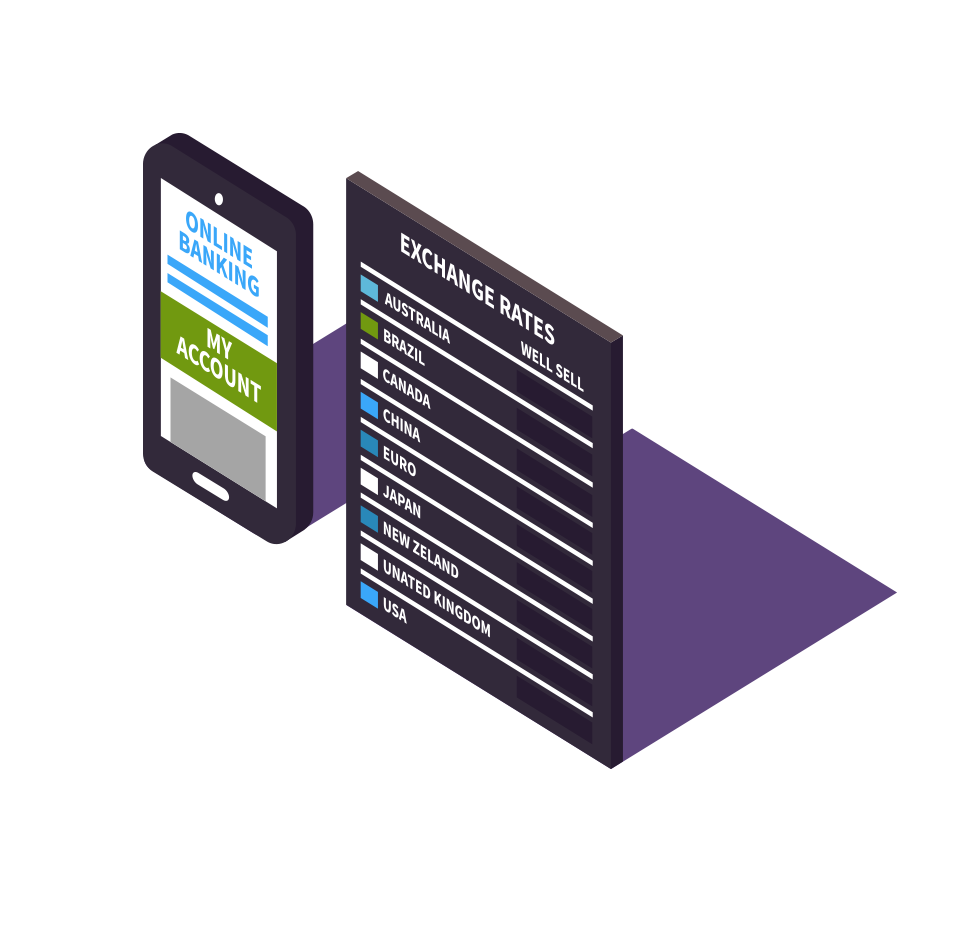 ONLINE
BANKING
MY
ACCOUNT
EXCHANGE RATES
WELL SELL
AUSTRALIA
BRAZIL
CANADA
CHINA
EURO
JAPAN
NEW ZELAND
UNATED KINGDOM
USA